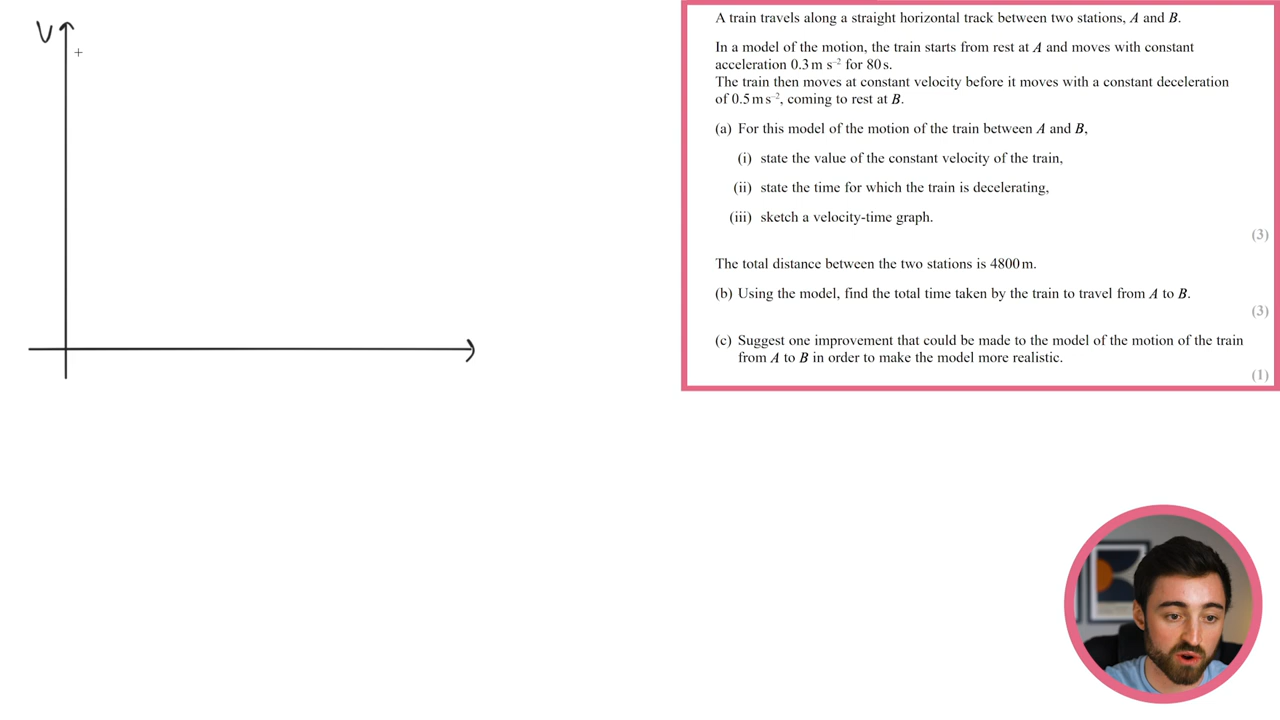 V
A train travels along a straight horizontal track between two stations, A and B.
In a model of the motion, the train starts from rest at A and moves with constant
acceleration 0.3 m s⁻² for 80 s.
The train then moves at constant velocity before it moves with a constant deceleration
of 0.5 m s⁻², coming to rest at B.
(a) For this model of the motion of the train between A and B,
(i) state the value of the constant velocity of the train,
(ii) state the time for which the train is decelerating,
(iii) sketch a velocity-time graph.
(3)
The total distance between the two stations is 4800 m.
(b) Using the model, find the total time taken by the train to travel from A to B.
(3)
(c) Suggest one improvement that could be made to the model of the motion of the train
from A to B in order to make the model more realistic.
(1)